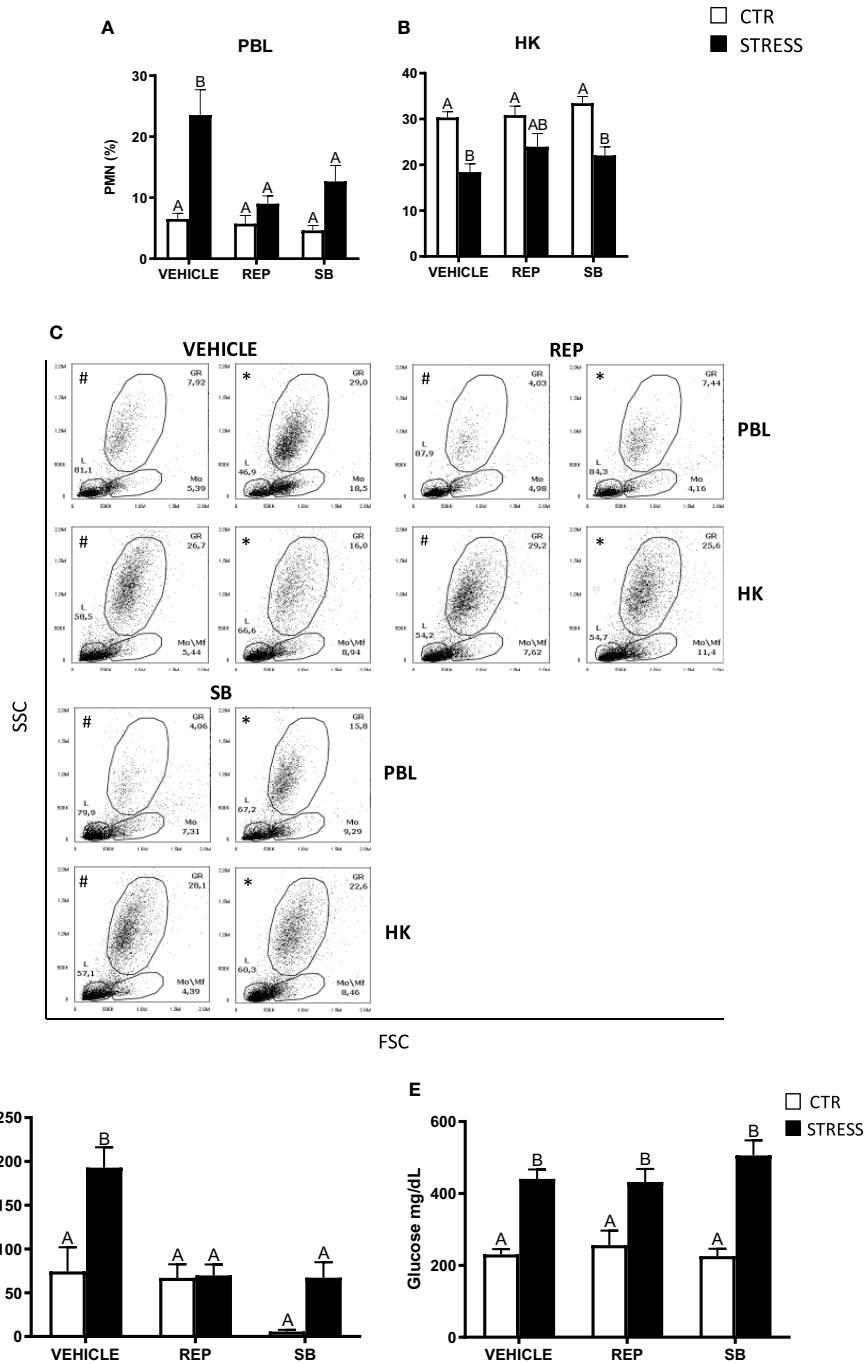 A
PBL
B
HK
CTR
STRESS
PMN (%)
30
20
10
0
B
A
A
A
A
A
VEHICLE
REP
SB
40
30
20
10
0
A
B
A
AB
A
B
VEHICLE
REP
SB
C
VEHICLE
REP
#
GR
7,92
L
81,1
Mo
5,39
*
GR
29,0
L
46,9
Mo
18,5
#
GR
4,03
L
87,9
Mo
4,98
*
GR
7,44
L
84,3
Mo
4,16
PBL
#
GR
26,7
L
58,5
Mo\Mf
5,44
*
GR
16,0
L
66,6
Mo\Mf
8,94
#
GR
29,2
L
54,2
Mo\Mf
7,62
*
GR
25,6
L
54,7
Mo\Mf
11,4
HK
SSC
SB
#
GR
4,06
L
79,9
Mo
7,31
*
GR
15,8
L
67,2
Mo
9,29
PBL
#
GR
28,1
L
57,1
Mo\Mf
4,39
*
GR
22,6
L
60,3
Mo\Mf
8,46
HK
FSC
250
200
150
100
50
0
A
B
A
A
A
A
VEHICLE
REP
SB
E
CTR
STRESS
Glucose mg/dL
600
400
200
0
A
B
A
B
A
B
VEHICLE
REP
SB